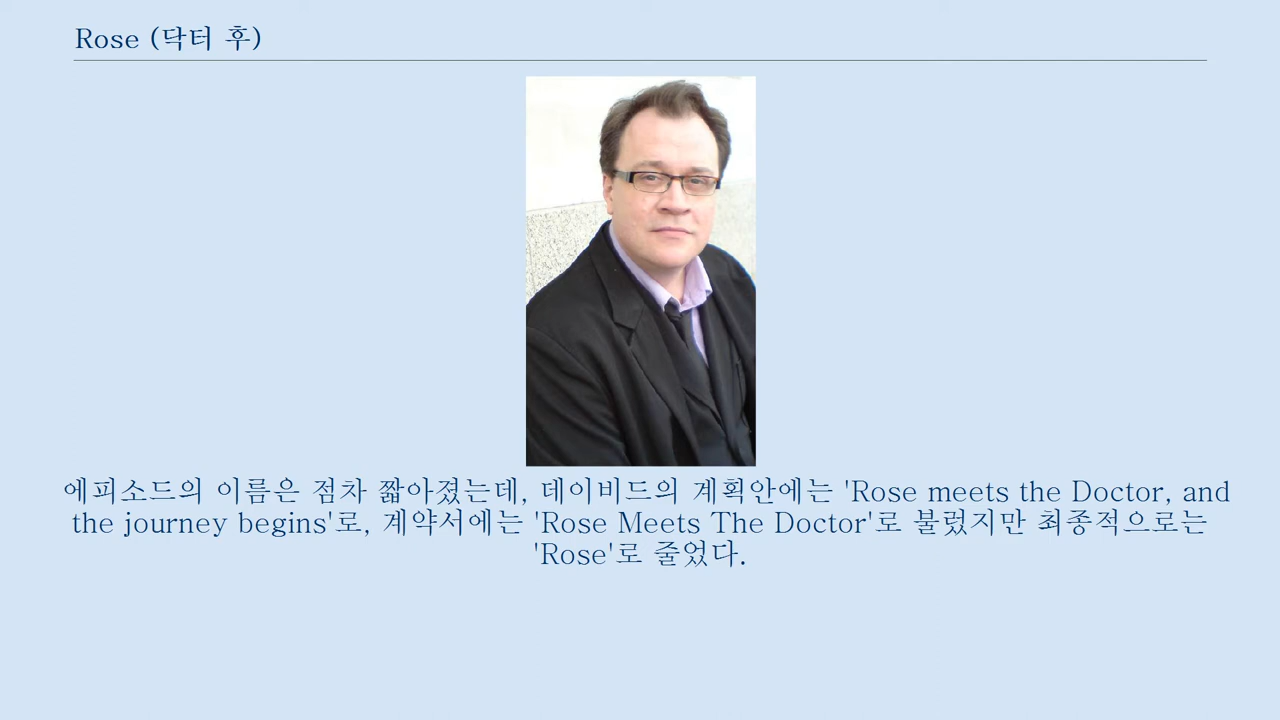 Rose (닥터 후)
에피소드의 이름은 점차 짧아졌는데, 데이비드의 계획안에는 'Rose meets the Doctor, and
the journey begins'로, 계약서에는 'Rose Meets The Doctor'로 불렀지만 최종적으로는
'Rose'로 줄었다.